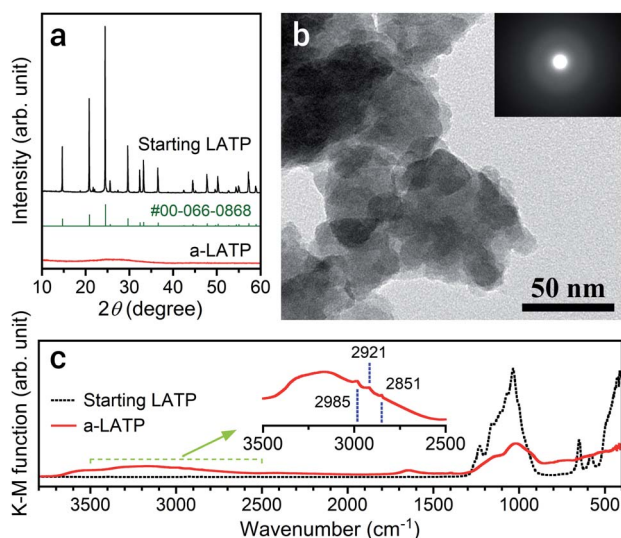 a
Intensity (arb. unit)
Starting LATP
#00-066-0868
a-LATP
10 20 30 40 50 60
2θ (degree)
b
50 nm
c
K-M function (arb. unit)
Starting LATP
a-LATP
2921
2985
2851
3500 3000 2500
3500 3000 2500 2000 1500 1000 500
Wavenumber (cm⁻¹)